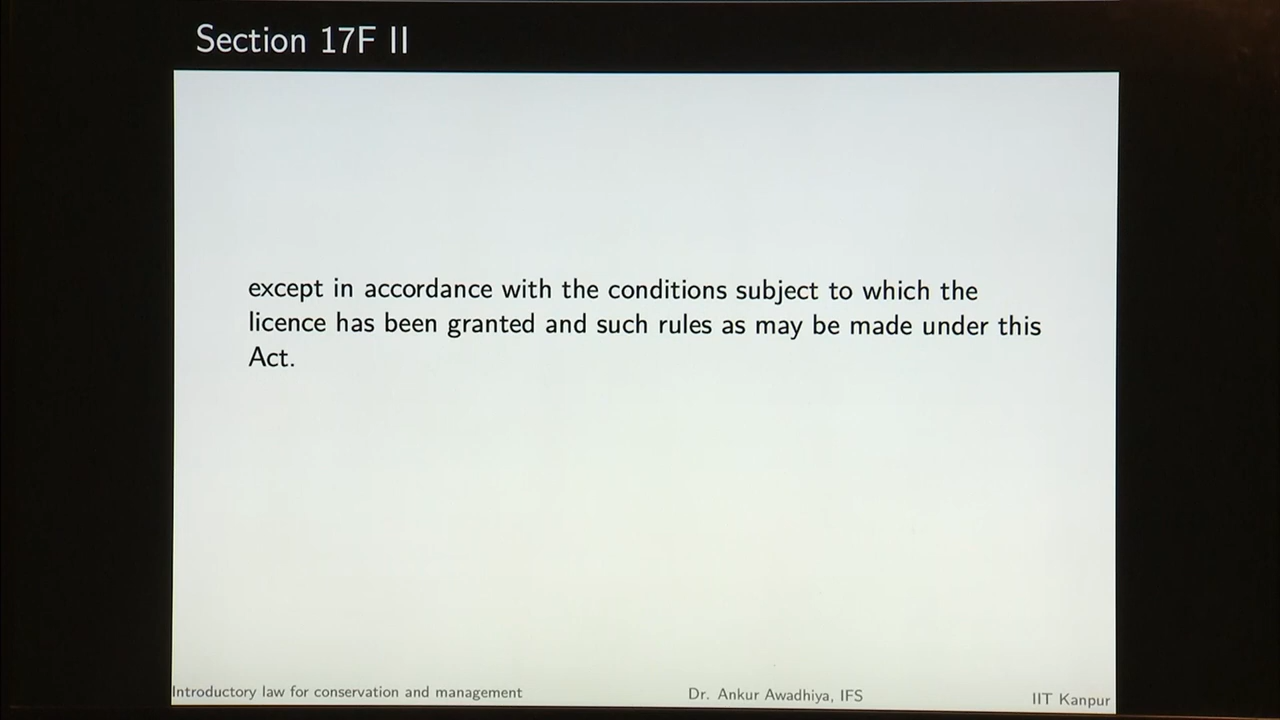 Section 17F II
except in accordance with the conditions subject to which the
licence has been granted and such rules as may be made under this
Act.
Introductory law for conservation and management Dr. Ankur Awadhiya, IFS IIT Kanpur